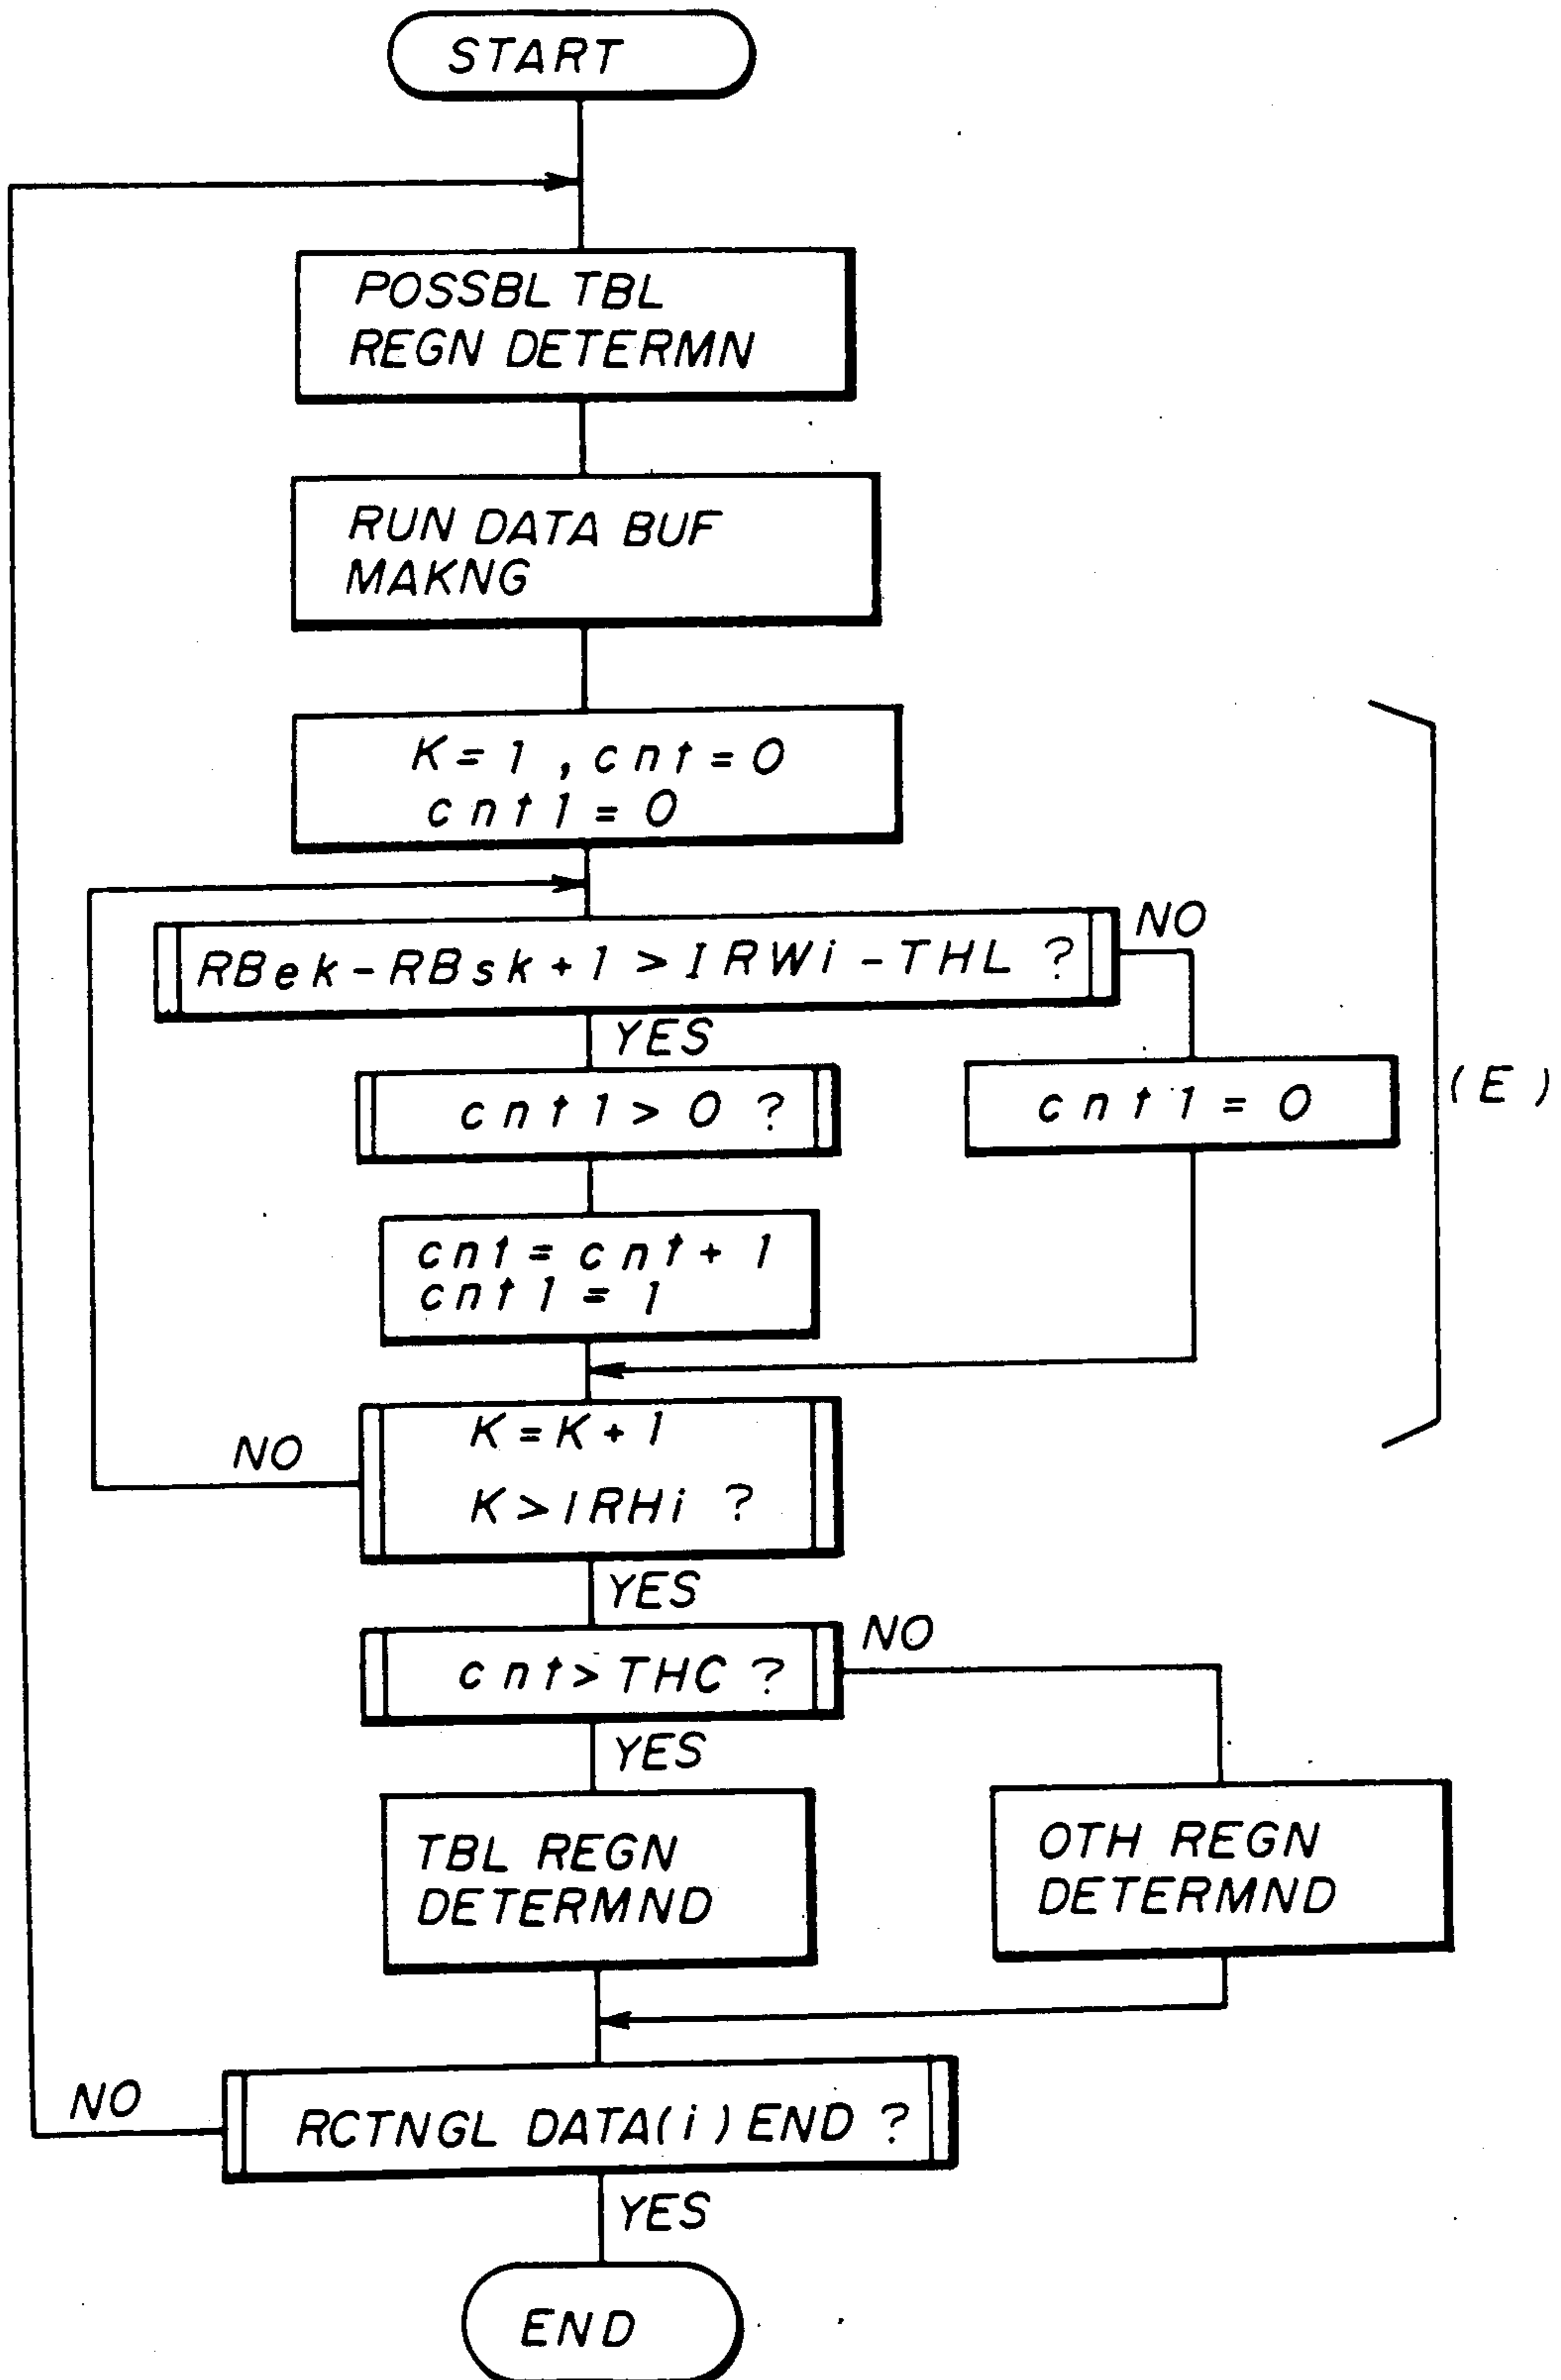 START
POSSBL TBL
REGN DETERMN
RUN DATA BUF
MAKNG
K = 1 , cnt = 0
cnt1 = 0
RBek - RBsk + 1 > IRWi - THL ?
NO
YES
cnt1 > 0 ?
cnt1 = 0
(E)
cnt = cnt + 1
cnt1 = 1
K = K + 1
NO
K > IRHi ?
YES
cnt > THC ?
NO
YES
TBL REGN
DETERMND
OTH REGN
DETERMND
NO
RCTNGL DATA(i) END ?
YES
END